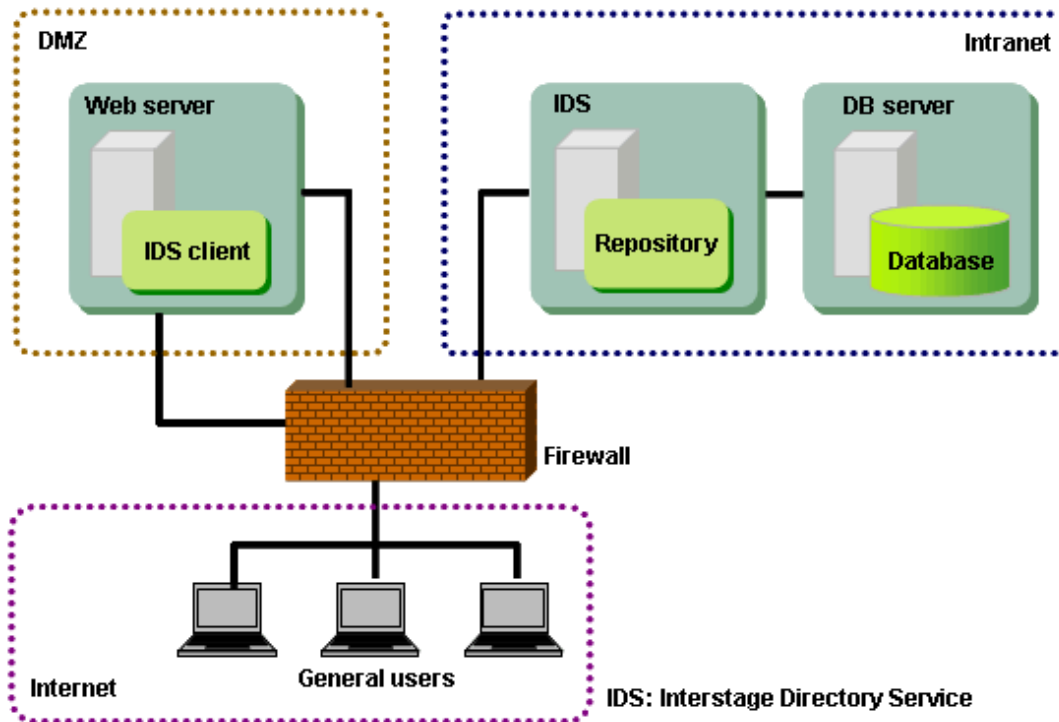 DMZ
Web server
IDS client
Intranet
IDS
Repository
DB server
Database
Firewall
General users
Internet
IDS: Interstage Directory Service